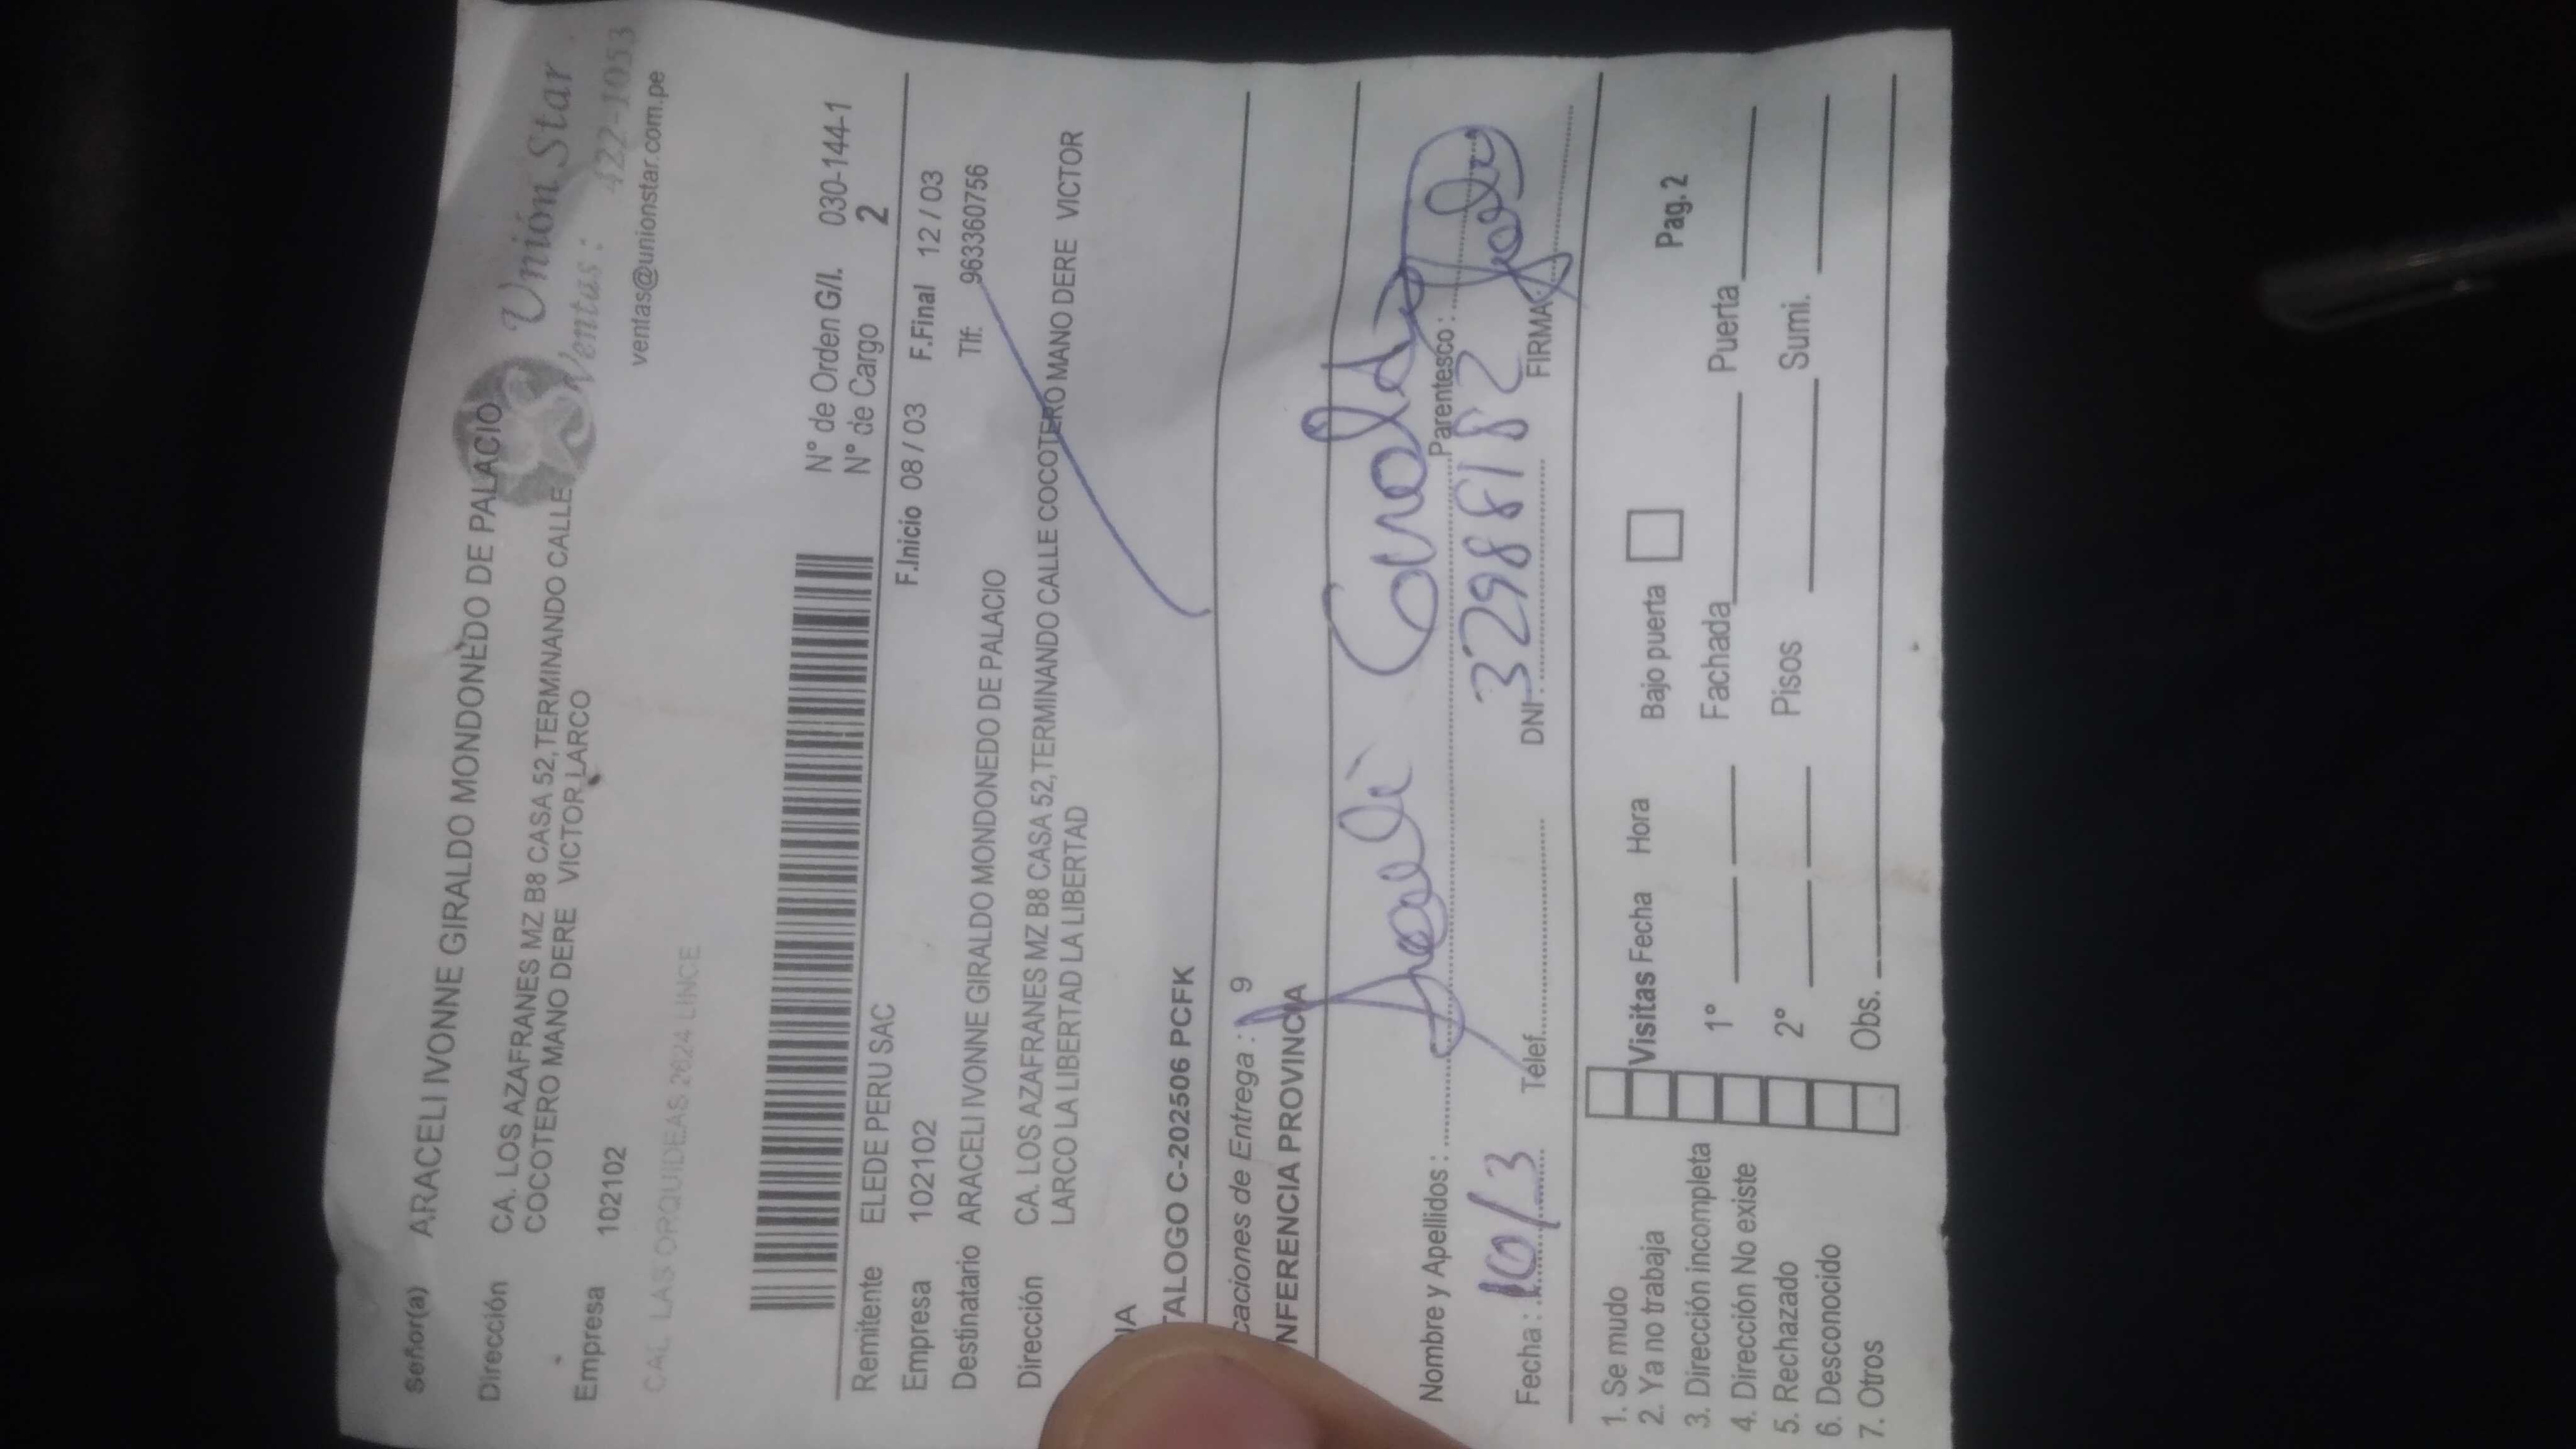 Señor(a) ARACELI IVONNE GIRALDO MONDONEDO DE PALACIO
Dirección CA. LOS AZAFRANES MZ B8 CASA 52,TERMINANDO CALLE
COCOTERO MANO DERE VICTOR LARCO
Empresa 102102
Unión Star
Ventas : 422-1053
ventas@unionstar.com.pe
CAL LAS ORQUIDEAS 2624 LINCE
N° de Orden G/I. 030-144-1
N° de Cargo 2
Remitente ELEDE PERU SAC F.Inicio 08 / 03 F.Final 12 / 03
Empresa 102102 Tlf: 963360756
Destinatario ARACELI IVONNE GIRALDO MONDONEDO DE PALACIO
Dirección CA. LOS AZAFRANES MZ B8 CASA 52,TERMINANDO CALLE COCOTERO MANO DERE VICTOR
LARCO LA LIBERTAD LA LIBERTAD
IA
TALOGO C-202506 PCFK
caciones de Entrega : 9
NFERENCIA PROVINCIA
Nombre y Apellidos : Parentesco :
Fecha : 10/3 Telef. DNI: 32988182 FIRMA:
1. Se mudo
2. Ya no trabaja
3. Dirección incompleta
4. Dirección No existe
5. Rechazado
6. Desconocido
7. Otros
Visitas Fecha Hora Bajo puerta Pag. 2
1° Fachada Puerta
2° Pisos Sumi.
Obs.